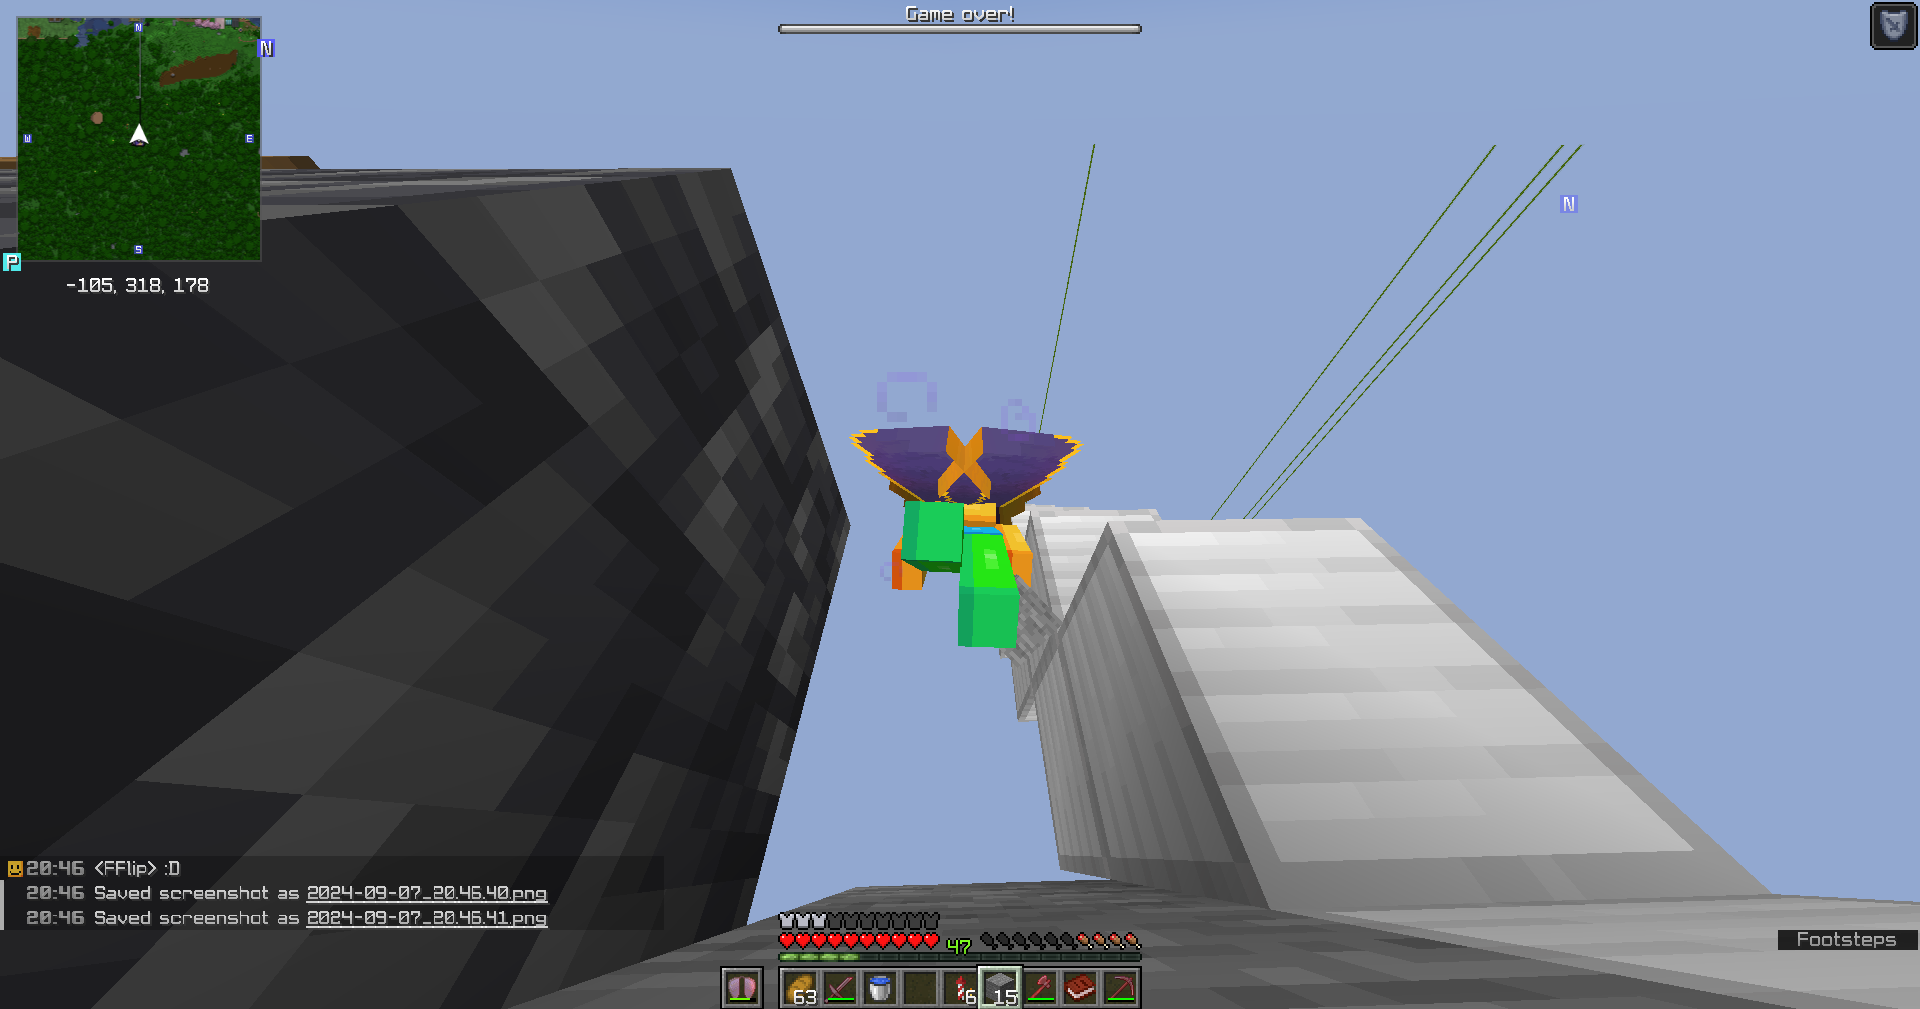 Game over!
N
N
W
E
S
P
-105, 318, 178
N
20:46 <FFlip> :D
20:46 Saved screenshot as 2024-09-07_20.46.40.png
20:46 Saved screenshot as 2024-09-07_20.46.41.png
47
Footsteps
63
6
15